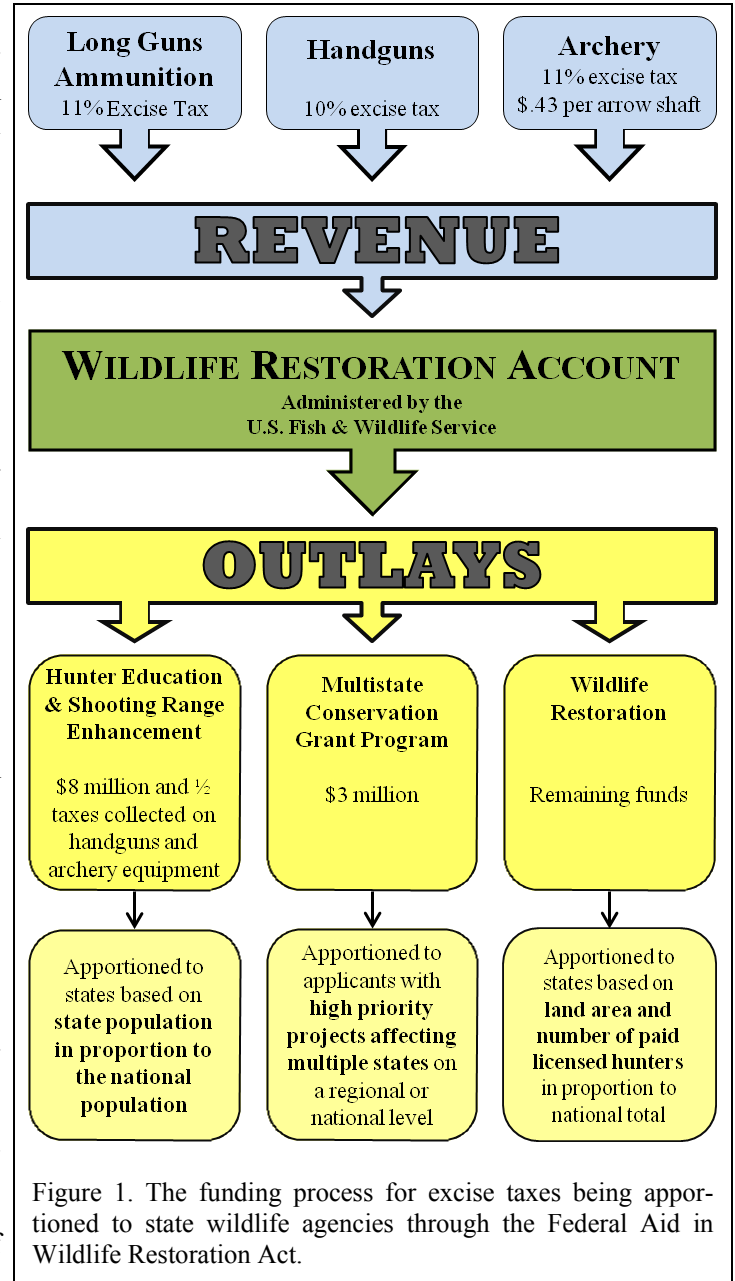 Long Guns
Ammunition
11% Excise Tax
Handguns
10% excise tax
Archery
11% excise tax
$.43 per arrow shaft
REVENUE
WILDLIFE RESTORATION ACCOUNT
Administered by the
U.S. Fish & Wildlife Service
OUTLAYS
Hunter Education
& Shooting Range
Enhancement
$8 million and ½
taxes collected on
handguns and
archery equipment
Multistate
Conservation
Grant Program
$3 million
Wildlife
Restoration
Remaining funds
Apportioned to
states based on
state population
in proportion to
the national
population
Apportioned to
applicants with
high priority
projects affecting
multiple states on
a regional or
national level
Apportioned to
states based on
land area and
number of paid
licensed hunters
in proportion to
national total
Figure 1. The funding process for excise taxes being appor-
tioned to state wildlife agencies through the Federal Aid in
Wildlife Restoration Act.